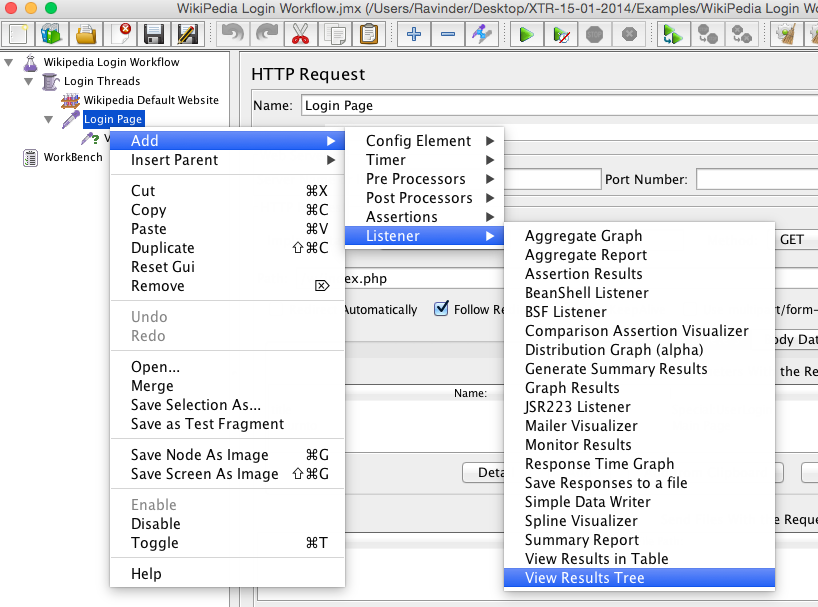 WikiPedia Login Workflow.jmx (/Users/Ravinder/Desktop/XTR-15-01-2014/Examples/WikiPedia Login Wo
Wikipedia Login Workflow
Login Threads
Wikipedia Default Website
Login Page
WorkBench
HTTP Request
Name: Login Page
Port Number:
GET
ex.php
Automatically
Follow Re
rt/form-
ody Dat
the Re
Name:
Deta
e Reque
Add
Insert Parent
Cut ⌘X
Copy ⌘C
Paste ⌘V
Duplicate ⇧⌘C
Reset Gui
Remove ⌦
Undo
Redo
Open...
Merge
Save Selection As...
Save as Test Fragment
Save Node As Image ⌘G
Save Screen As Image ⇧⌘G
Enable
Disable
Toggle ⌘T
Help
Config Element
Timer
Pre Processors
Post Processors
Assertions
Listener
Aggregate Graph
Aggregate Report
Assertion Results
BeanShell Listener
BSF Listener
Comparison Assertion Visualizer
Distribution Graph (alpha)
Generate Summary Results
Graph Results
JSR223 Listener
Mailer Visualizer
Monitor Results
Response Time Graph
Save Responses to a file
Simple Data Writer
Spline Visualizer
Summary Report
View Results in Table
View Results Tree